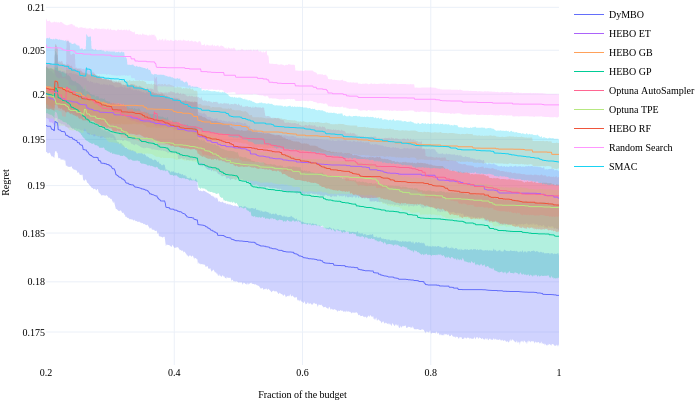 0.21
0.205
0.2
0.195
0.19
0.185
0.18
0.175
Regret
0.2
0.4
0.6
0.8
1
Fraction of the budget
DyMBO
HEBO ET
HEBO GB
HEBO GP
Optuna AutoSampler
Optuna TPE
HEBO RF
Random Search
SMAC